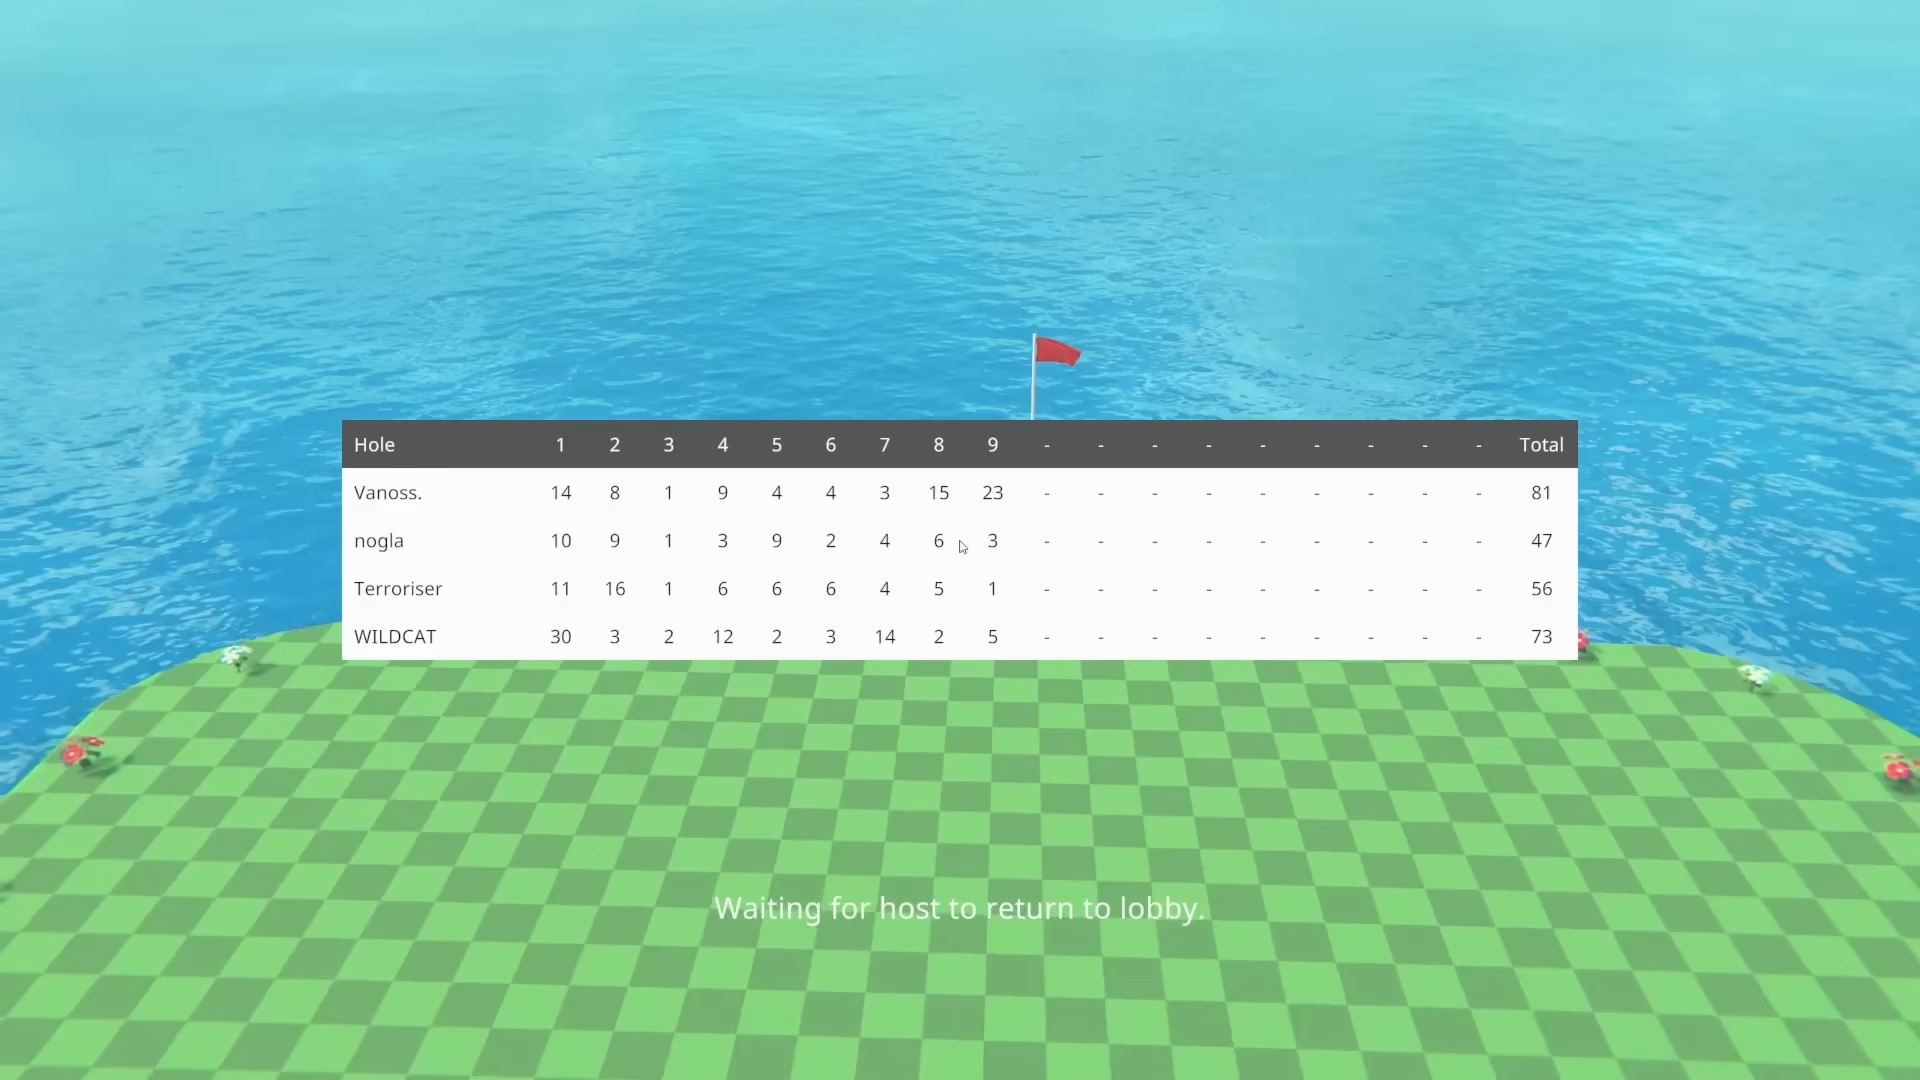 Hole 1 2 3 4 5 6 7 8 9 - - - - - - - - - Total
Vanoss. 14 8 1 9 4 4 3 15 23 - - - - - - - - - 81
nogla 10 9 1 3 9 2 4 6 3 - - - - - - - - - 47
Terroriser 11 16 1 6 6 6 4 5 1 - - - - - - - - - 56
WILDCAT 30 3 2 12 2 3 14 2 5 - - - - - - - - - 73
Waiting for host to return to lobby.